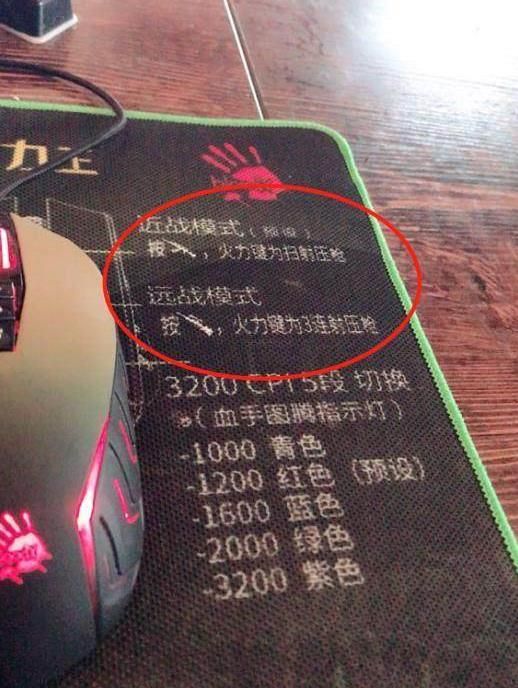 力王
近战模式（预设）
按，火力键为扫射压枪
远战模式
按，火力键为3连射压枪
3200 CPI 5段 切换
（血手图腾指示灯）
-1000 青色
-1200 红色（预设）
-1600 蓝色
-2000 绿色
-3200 紫色